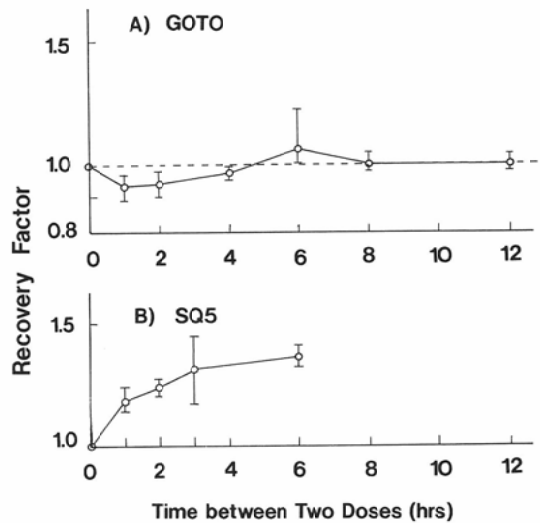 A) GOTO
1.5
1.0
0.8
0 2 4 6 8 10 12
Recovery Factor
B) SQ5
1.5
1.0
0 2 4 6 8 10 12
Time between Two Doses (hrs)